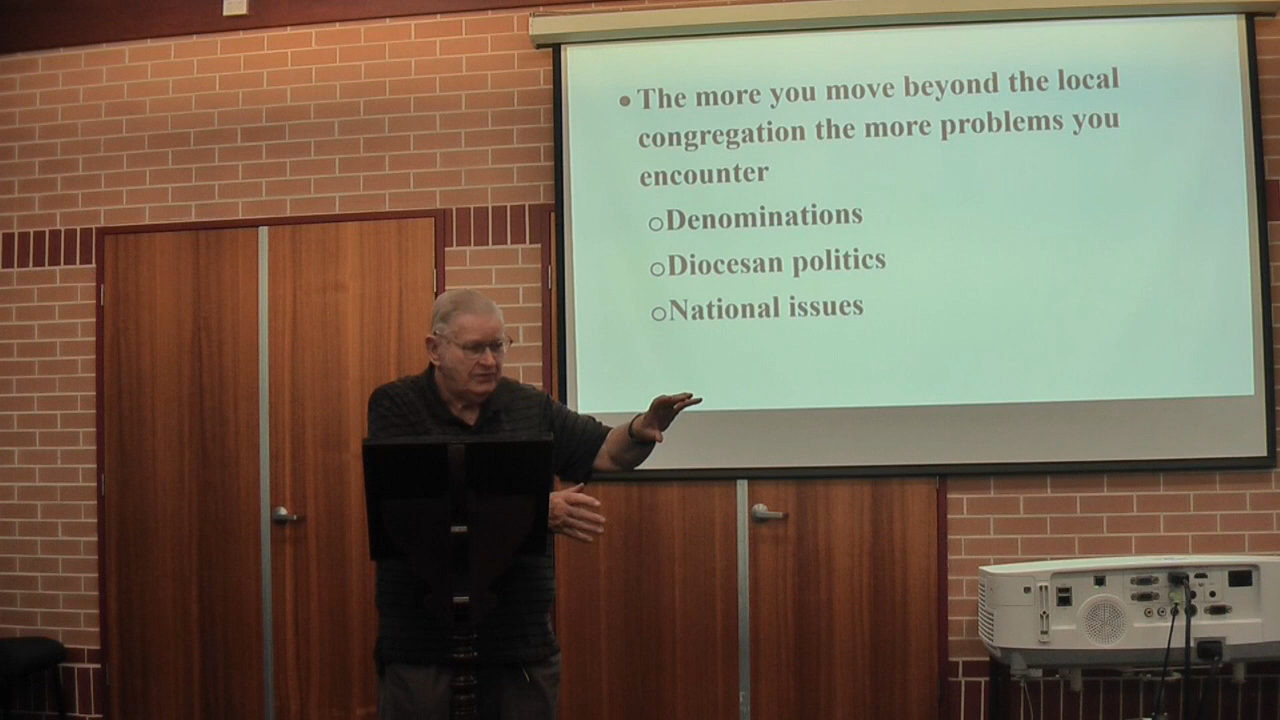 • The more you move beyond the local
congregation the more problems you
encounter
○Denominations
○Diocesan politics
○National issues